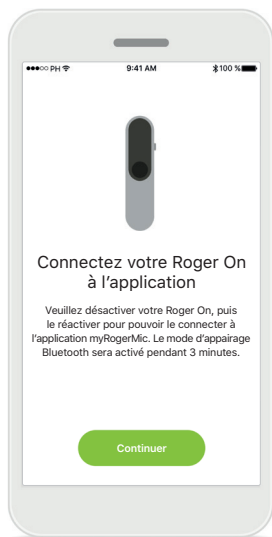 ●●●○○ PH 9:41 AM 100 %
Connectez votre Roger On
à l’application
Veuillez désactiver votre Roger On, puis
le réactiver pour pouvoir le connecter à
l’application myRogerMic. Le mode d’appairage
Bluetooth sera activé pendant 3 minutes.
Continuer